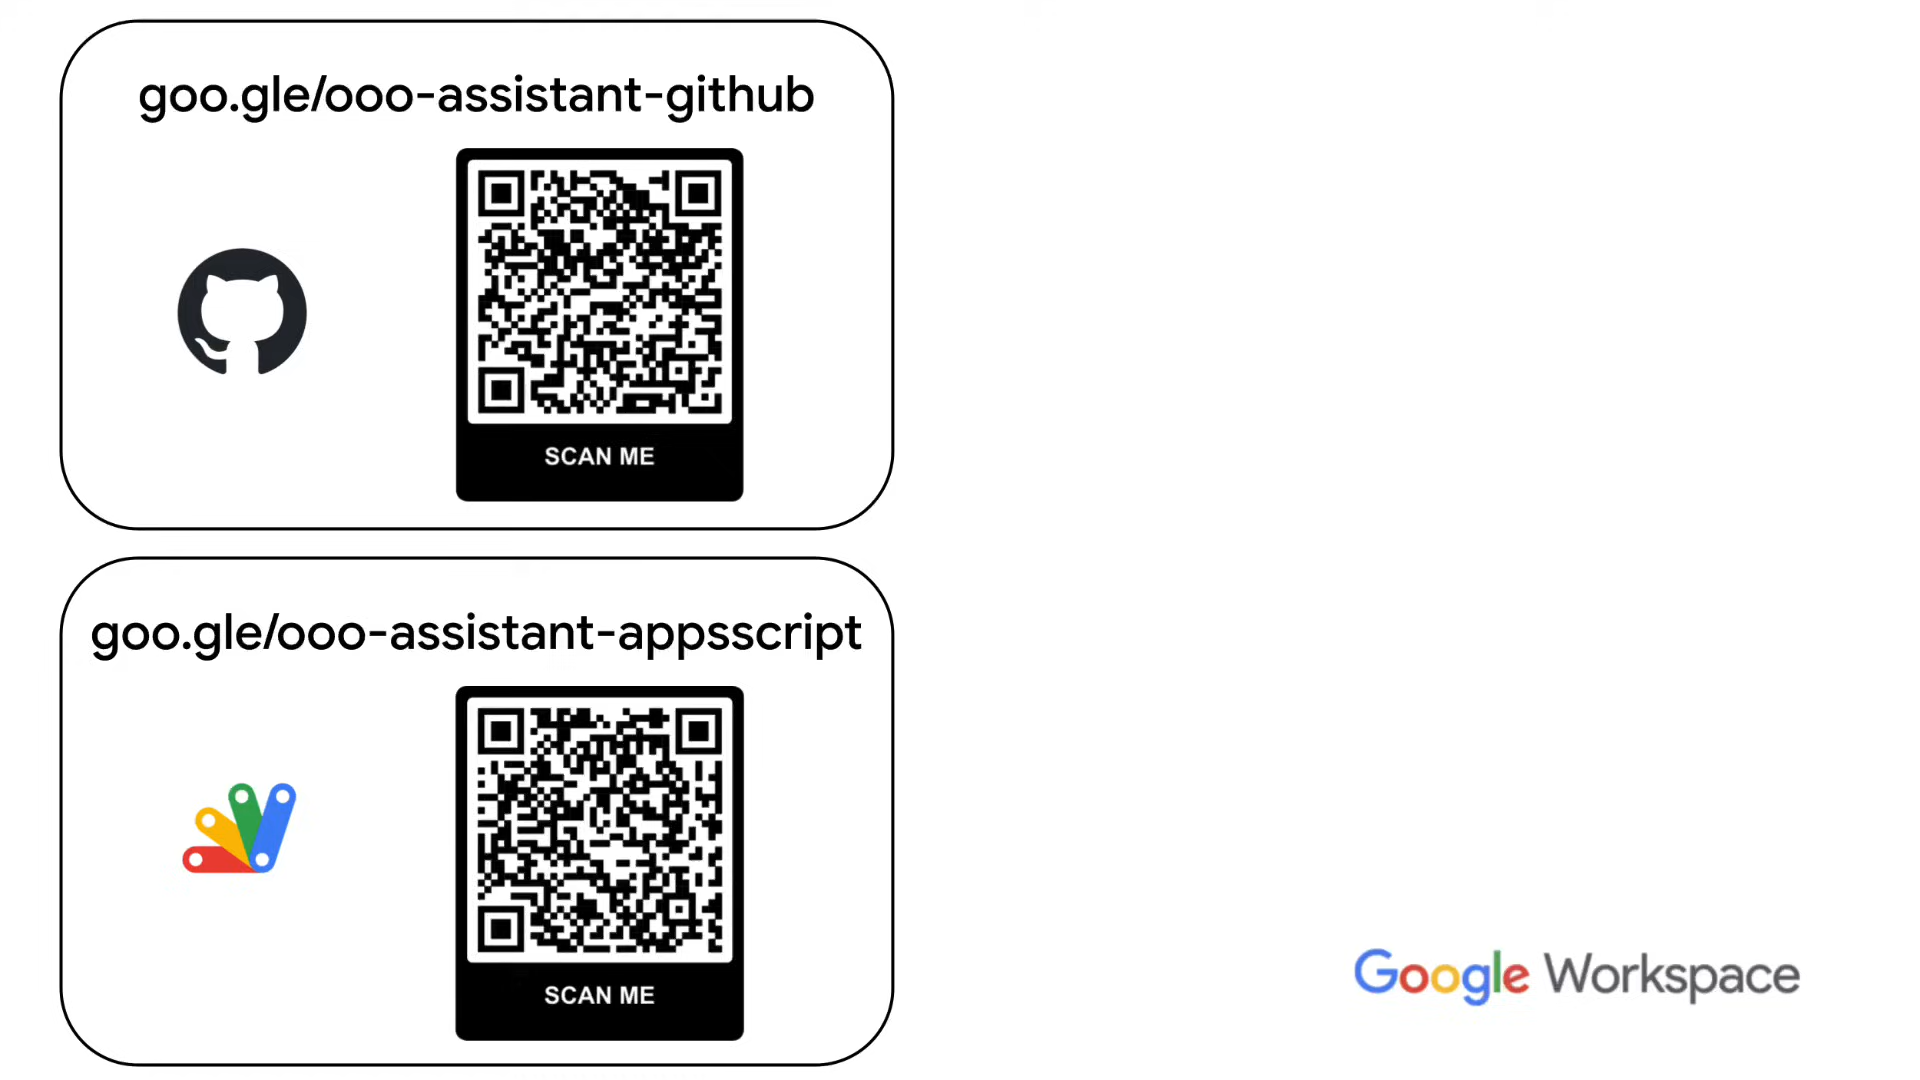 goo.gle/ooo-assistant-github
SCAN ME
goo.gle/ooo-assistant-appsscript
SCAN ME
Google Workspace